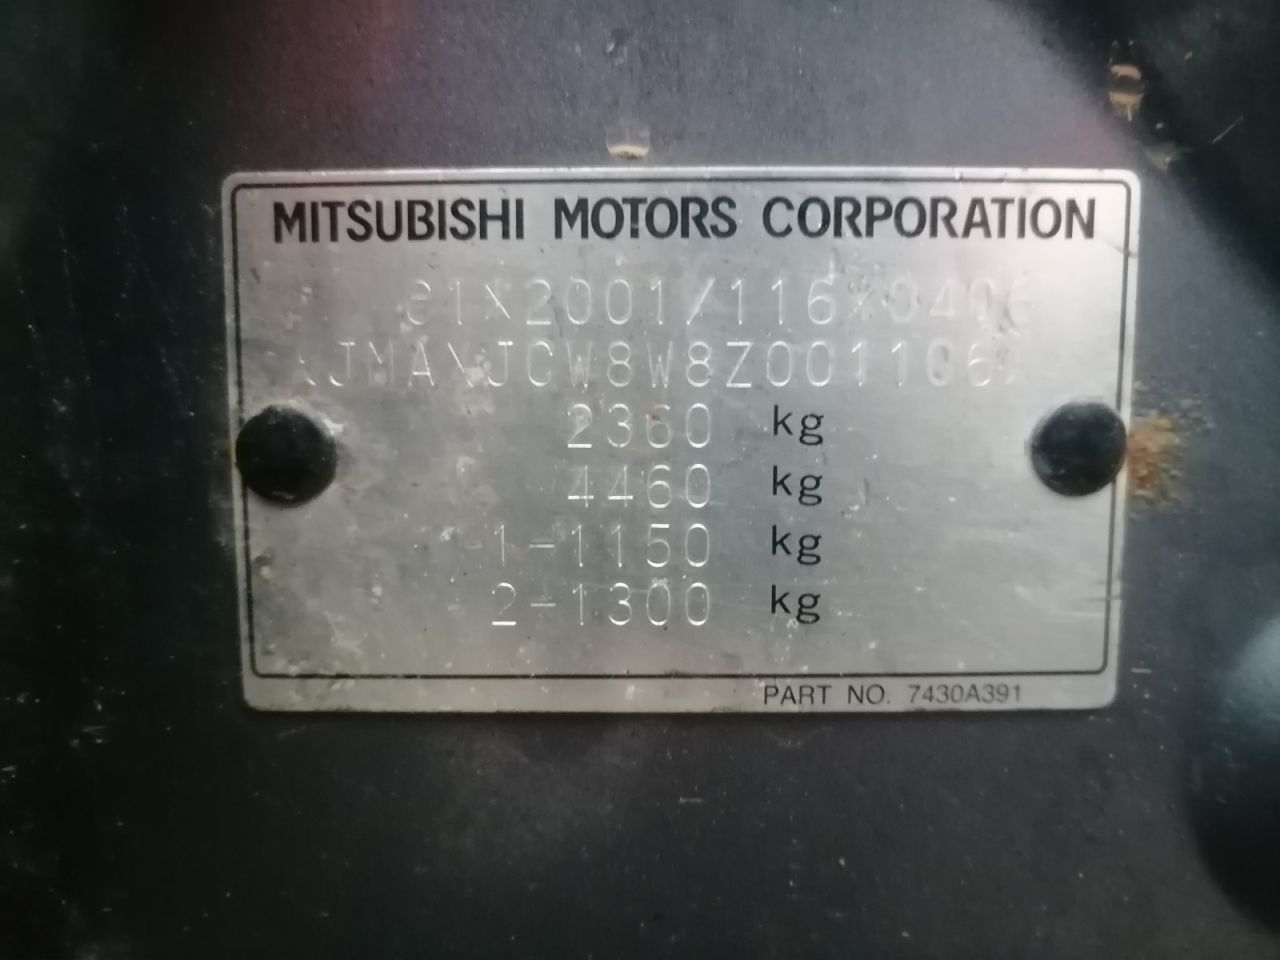 MITSUBISHI MOTORS CORPORATION
e1*2001/116*0406
JMAXJCW8W8Z001106
2360 kg
4460 kg
1-1150 kg
2-1300 kg
PART NO. 7430A391